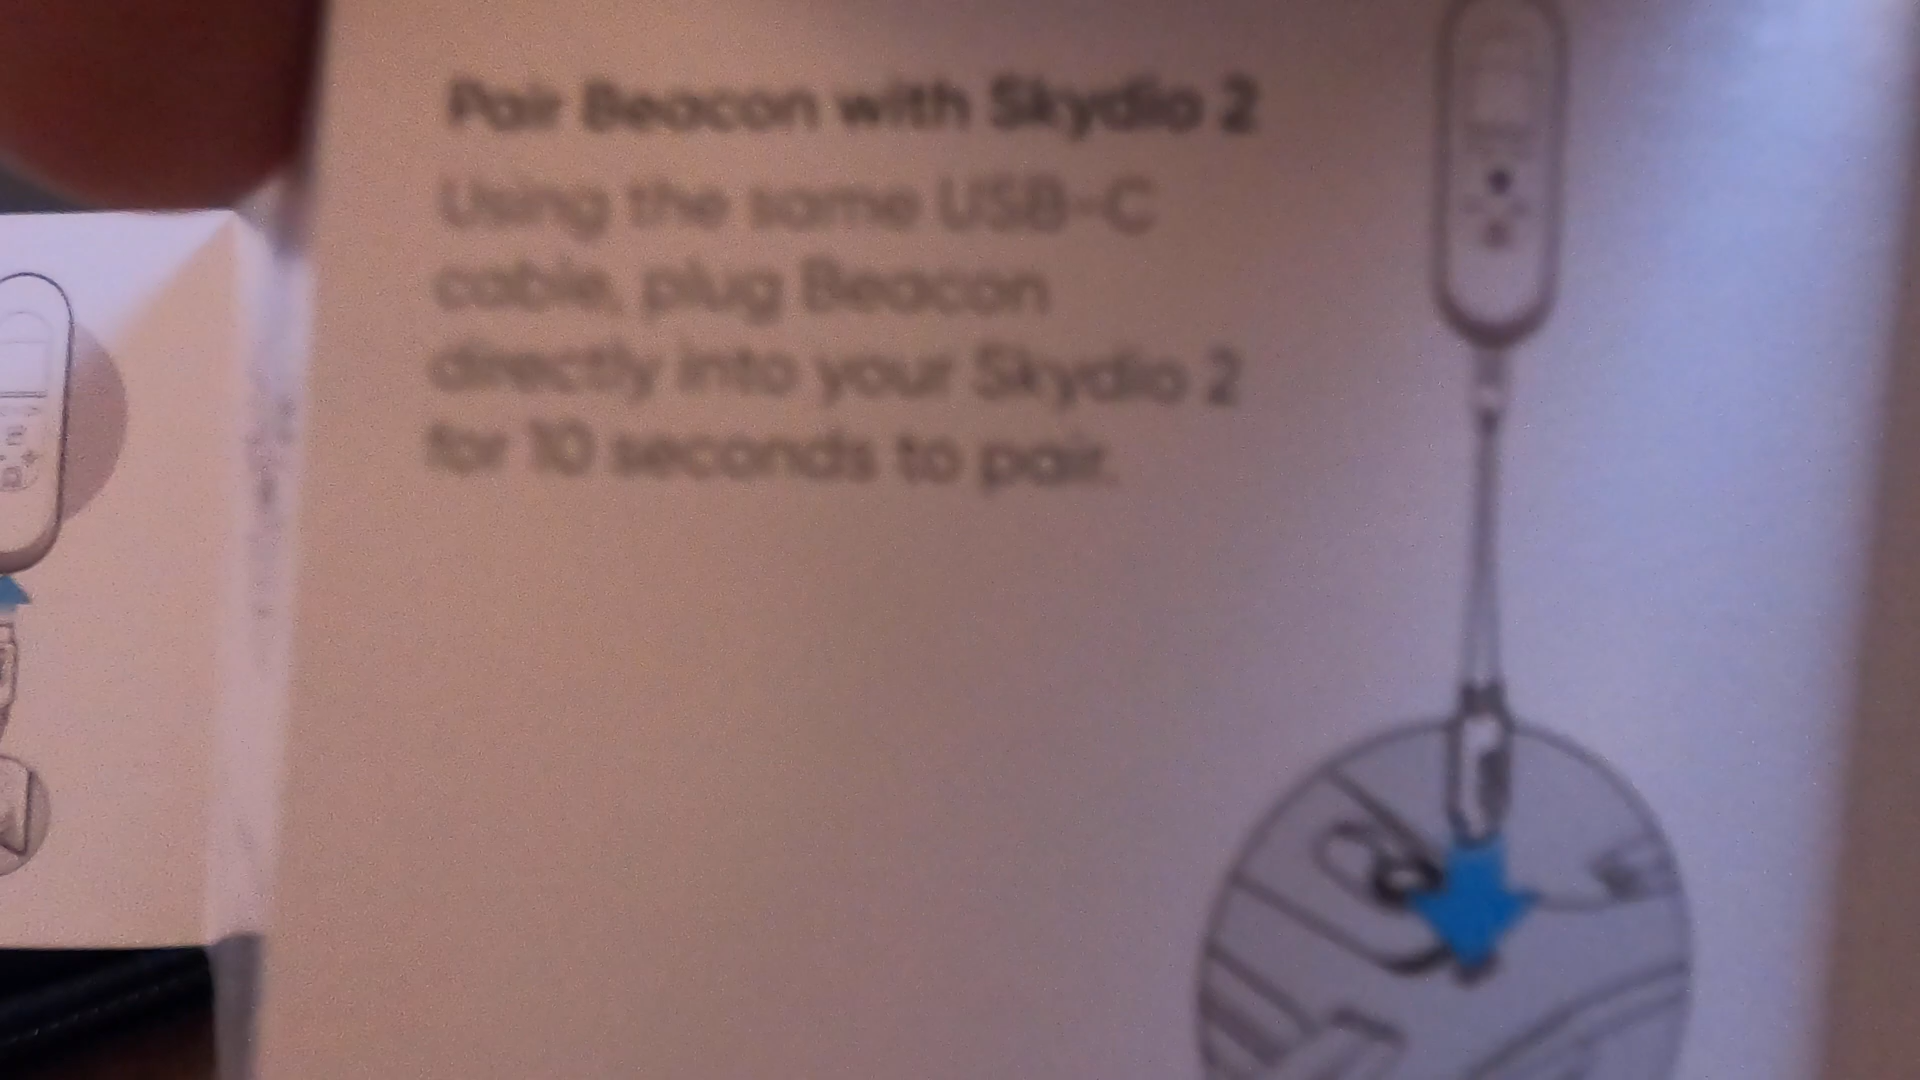 Pair Beacon with Skydio 2
Using the same USB-C
cable, plug Beacon
directly into your Skydio 2
for 10 seconds to pair.